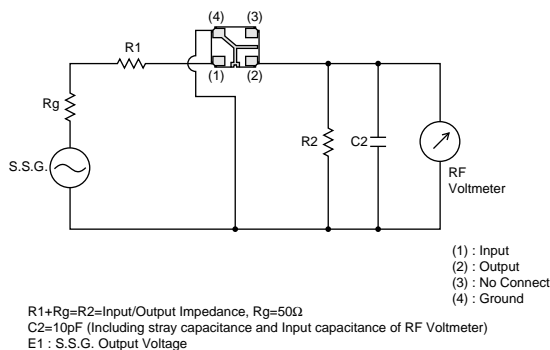 (4) (3)
R1
(1) (2)
Rg
R2 C2
S.S.G.
RF
Voltmeter
(1) : Input
(2) : Output
(3) : No Connect
(4) : Ground
R1+Rg=R2=Input/Output Impedance, Rg=50Ω
C2=10pF (Including stray capacitance and Input capacitance of RF Voltmeter)
E1 : S.S.G. Output Voltage